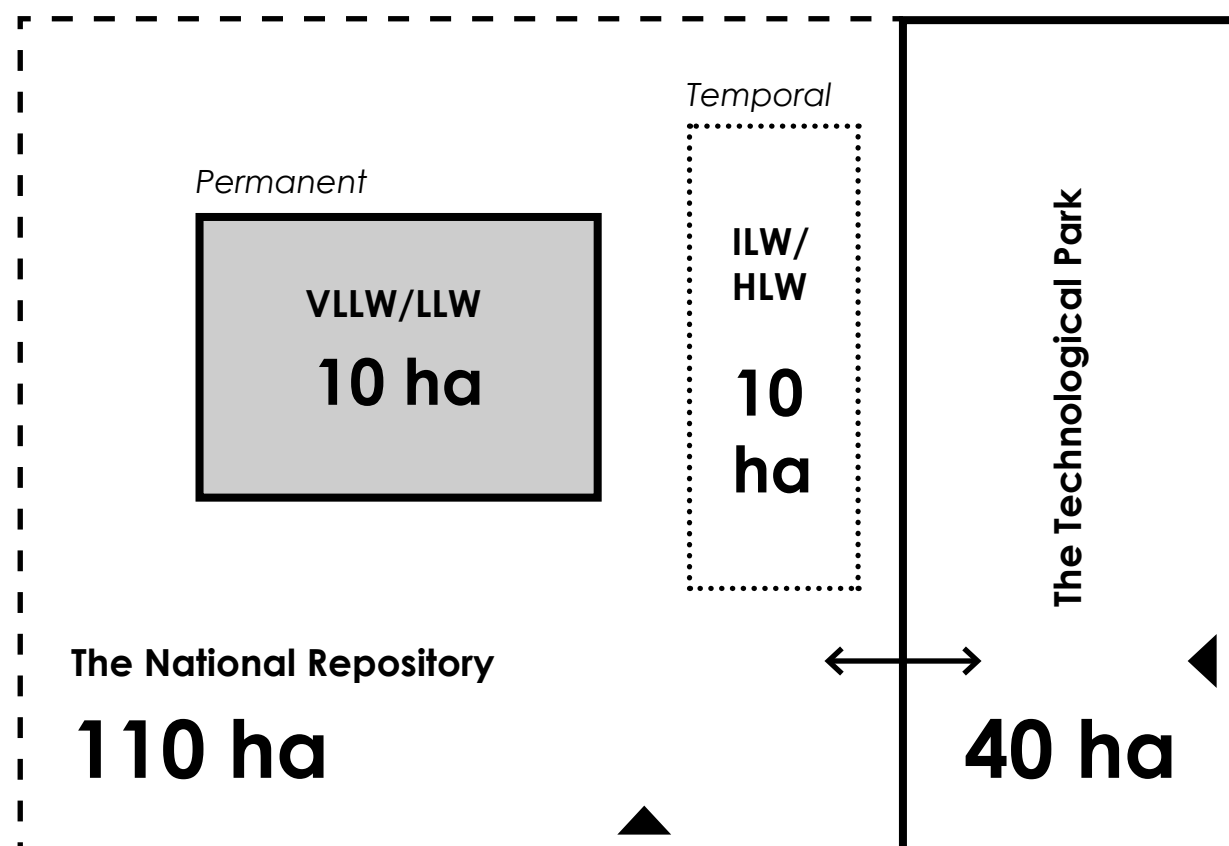 Temporal
Permanent
ILW/
HLW
VLLW/LLW
10 ha
10
ha
The Technological Park
The National Repository
110 ha
40 ha